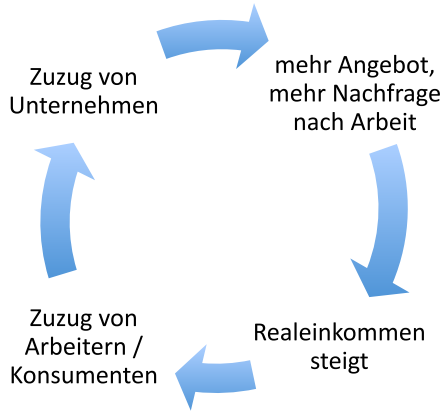 Zuzug von
Unternehmen
mehr Angebot,
mehr Nachfrage
nach Arbeit
Realeinkommen
steigt
Zuzug von
Arbeitern /
Konsumenten